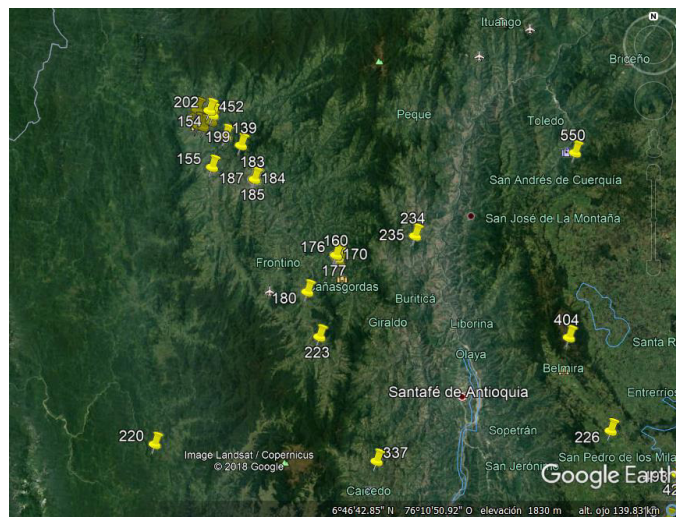 Ituango
N
Briceño
Peque
Toledo
202
452
154
139
199
550
155
183
187
184
185
San Andrés de Cuerquía
San José de La Montaña
234
235
176
160
170
177
Frontino
Cañasgordas
180
Buriticá
Giraldo
Liborina
404
223
Olaya
Santa R
Belmira
Santafé de Antioquia
Entrerríos
220
Sopetrán
226
Image Landsat / Copernicus
© 2018 Google
337
San Jerónimo
San Pedro de los Mila
Google Earth
Caicedo
6°46'42.85" N 76°10'50.92" O elevación 1830 m alt. ojo 139.83 km